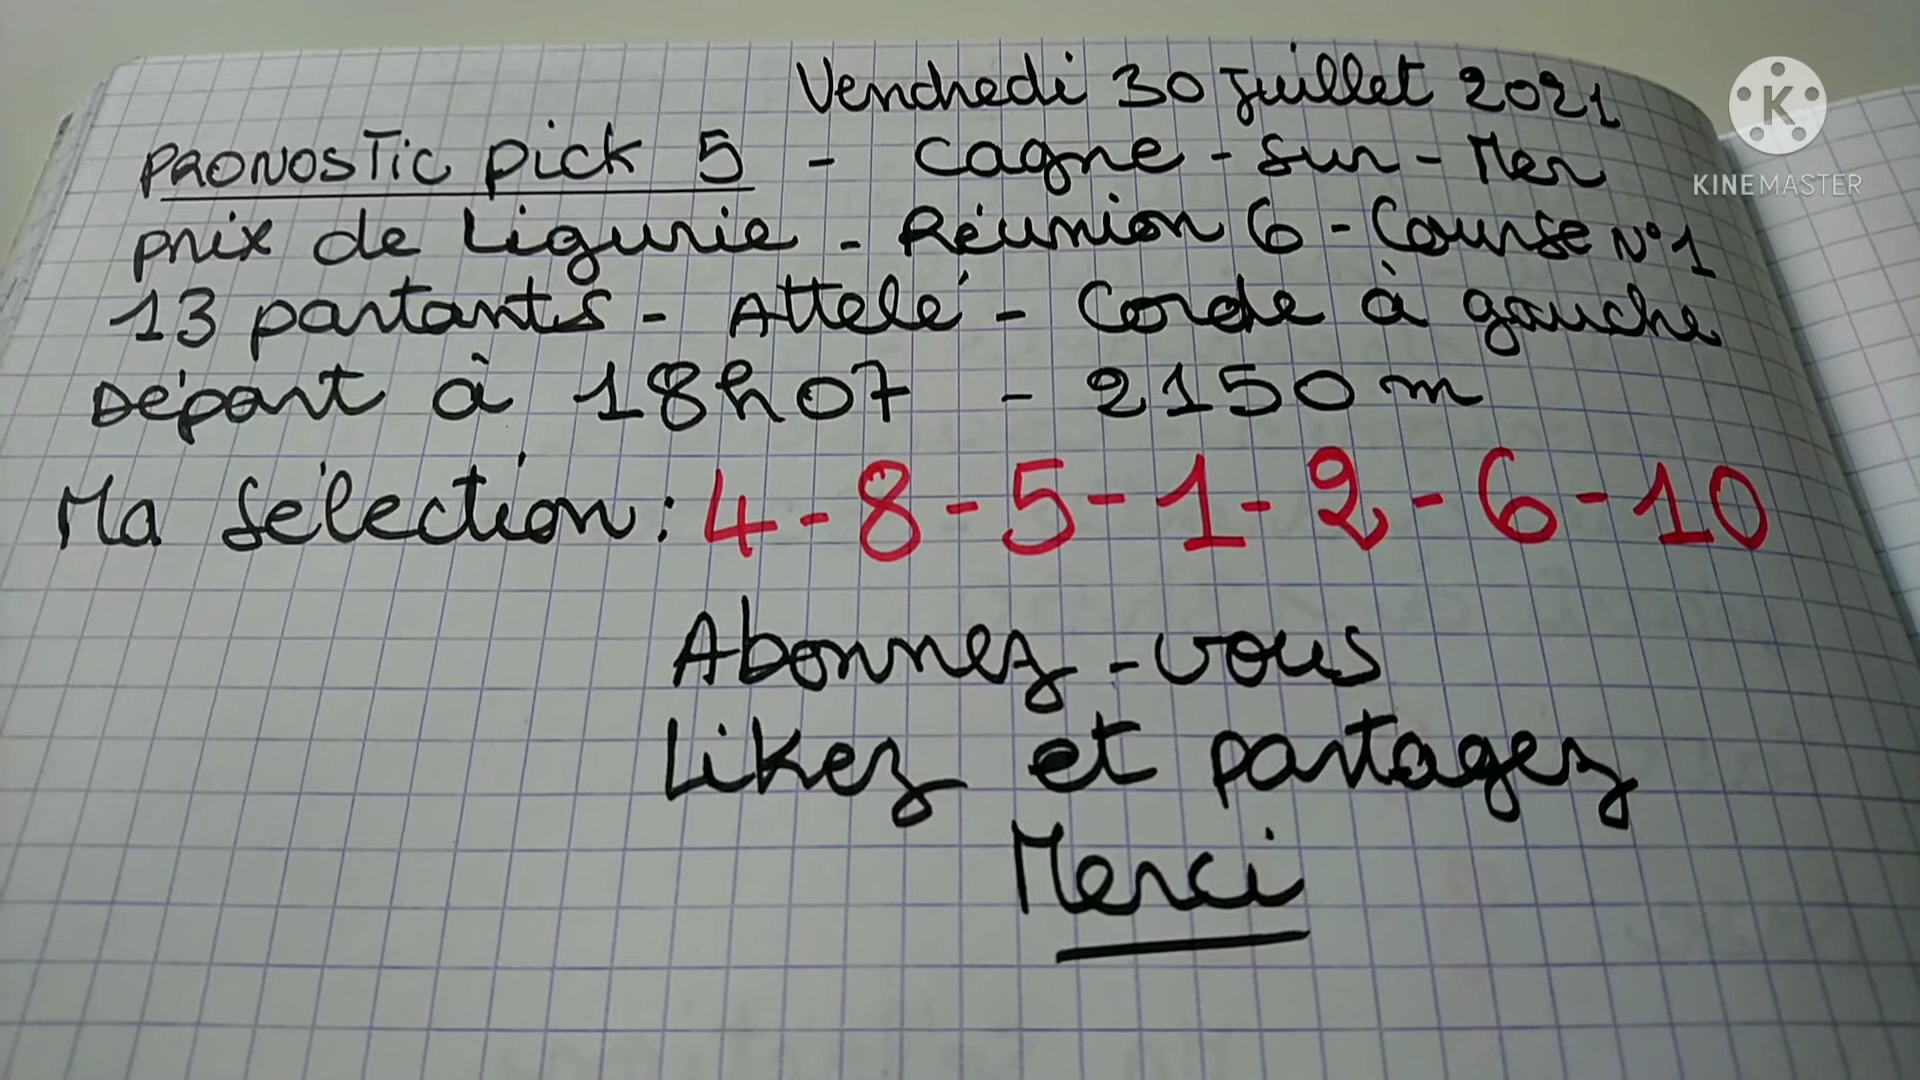 Vendredi 30 Juillet 2021
PRONOSTIC PICK 5 - Cagne-sur-Mer
prix de Ligurie - Réunion 6 - Course N°1
13 partants - Attelé - Corde à gauche
Départ à 18h07 - 2150 m
Ma sélection : 4 - 8 - 5 - 1 - 2 - 6 - 10
Abonnez-vous
Likez et partagez
Merci
K
KINEMASTER